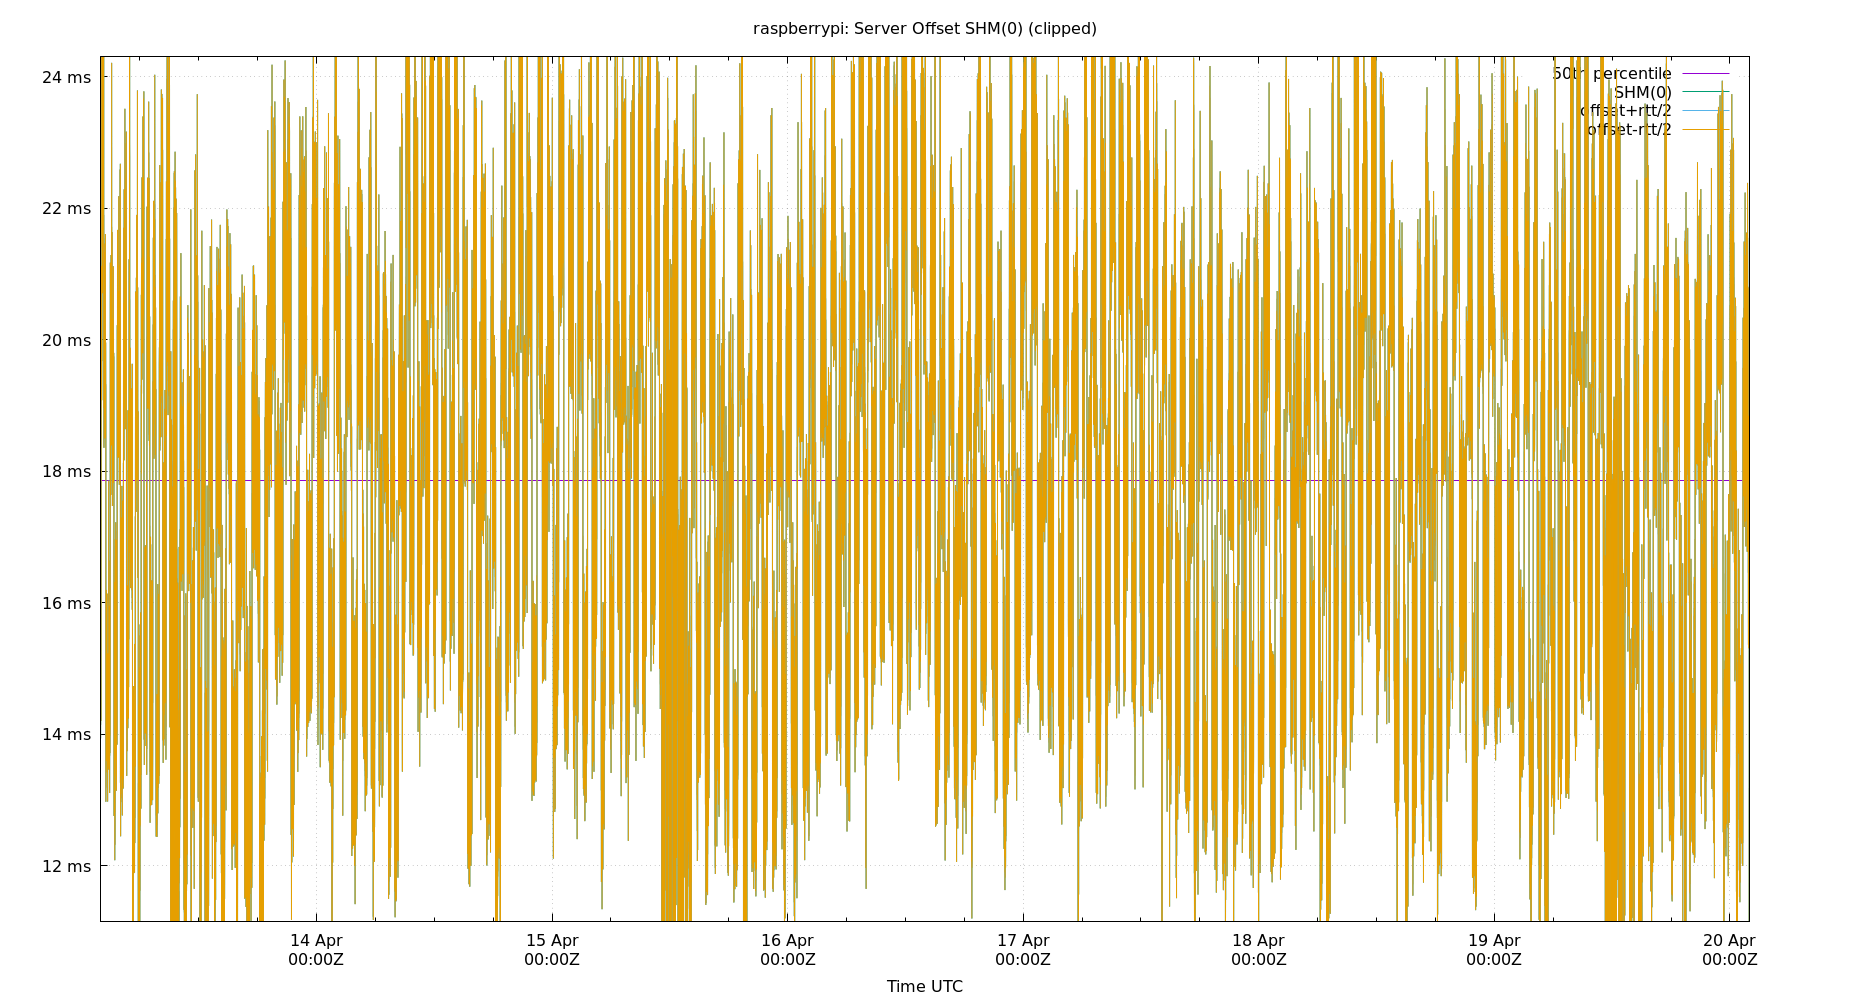 raspberrypi: Server Offset SHM(0) (clipped)
24 ms
22 ms
20 ms
18 ms
16 ms
14 ms
12 ms
50th percentile
SHM(0)
offset+rtt/2
offset-rtt/2
14 Apr
00:00Z
15 Apr
00:00Z
16 Apr
00:00Z
17 Apr
00:00Z
18 Apr
00:00Z
19 Apr
00:00Z
20 Apr
00:00Z
Time UTC